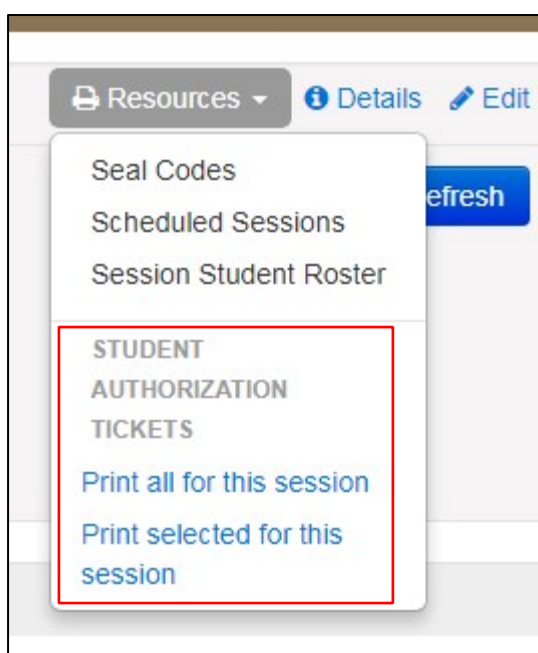 Resources Details Edit
Seal Codes
efresh
Scheduled Sessions
Session Student Roster
STUDENT
AUTHORIZATION
TICKETS
Print all for this session
Print selected for this
session